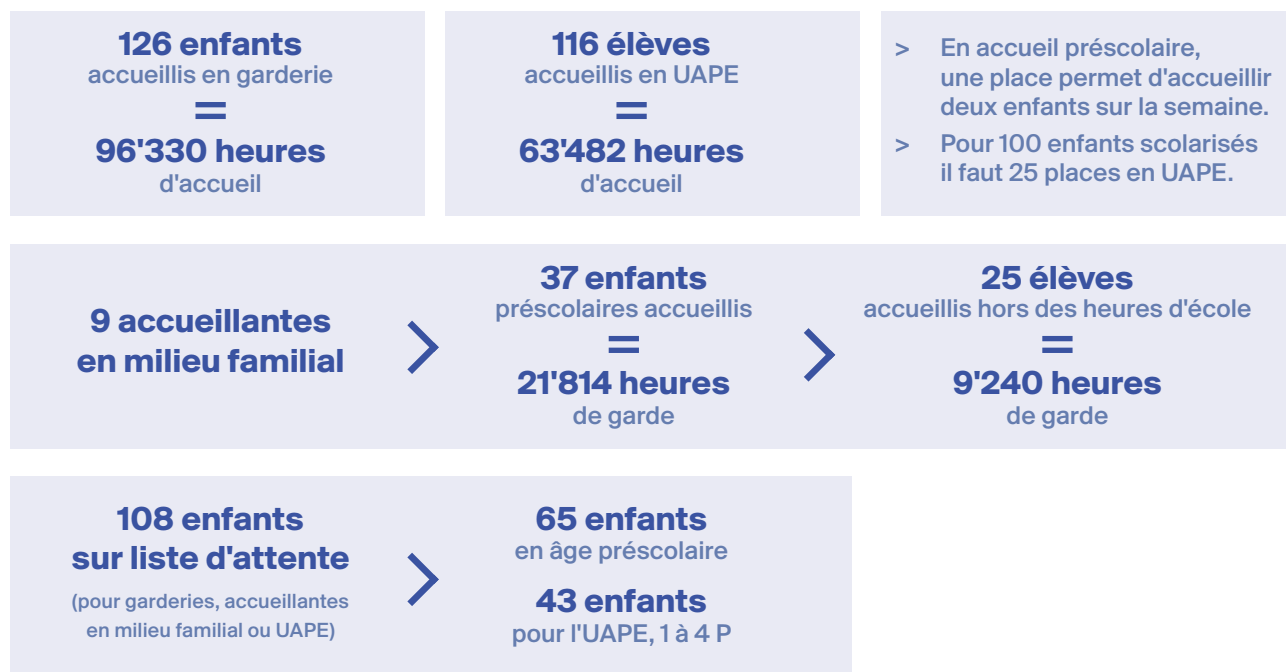 126 enfants
accueillis en garderie
=
96'330 heures
d'accueil
116 élèves
accueillis en UAPE
=
63'482 heures
d'accueil
> En accueil préscolaire,
une place permet d'accueillir
deux enfants sur la semaine.
> Pour 100 enfants scolarisés
il faut 25 places en UAPE.
9 accueillantes
en milieu familial
>
37 enfants
préscolaires accueillis
=
21'814 heures
de garde
>
25 élèves
accueillis hors des heures d'école
=
9'240 heures
de garde
108 enfants
sur liste d'attente
(pour garderies, accueillantes
en milieu familial ou UAPE)
>
65 enfants
en âge préscolaire
43 enfants
pour l'UAPE, 1 à 4 P